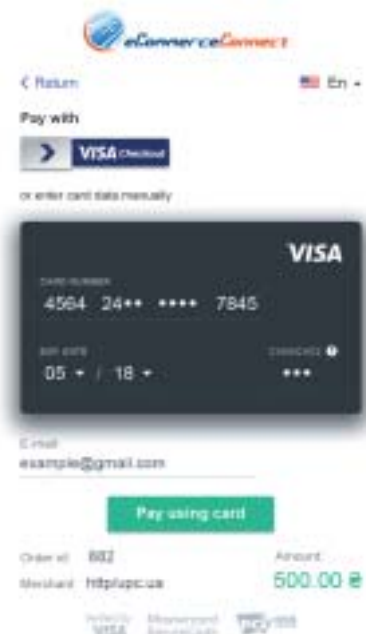 eCommerceConnect
< Return En
Pay with
VISA Checkout
or enter card data manually
VISA
CARD NUMBER
4564 24•• •••• 7845
EXP. DATE CVV2/CVC2
05 / 18 •••
E-mail
example@gmail.com
Pay using card
Order id: 882 Amount:
Merchant: http/upc.ua 500.00 ₴
VISA